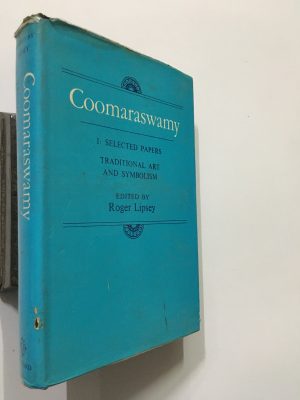 Coomaraswamy
Coomaraswamy
1: SELECTED PAPERS
TRADITIONAL ART
AND SYMBOLISM
EDITED BY
Roger Lipsey